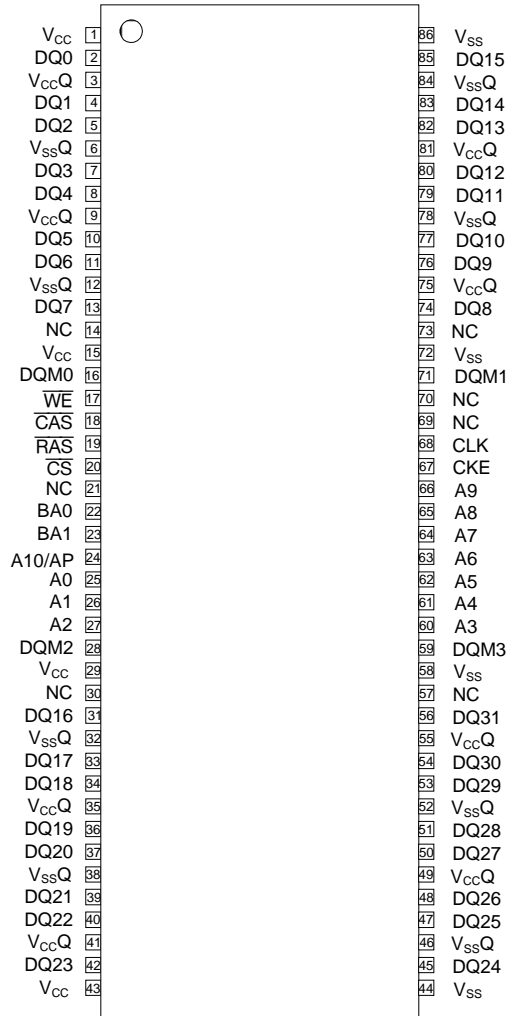 VCC 1 86 VSS
DQ0 2 85 DQ15
VCCQ 3 84 VSSQ
DQ1 4 83 DQ14
DQ2 5 82 DQ13
VSSQ 6 81 VCCQ
DQ3 7 80 DQ12
DQ4 8 79 DQ11
VCCQ 9 78 VSSQ
DQ5 10 77 DQ10
DQ6 11 76 DQ9
VSSQ 12 75 VCCQ
DQ7 13 74 DQ8
NC 14 73 NC
VCC 15 72 VSS
DQM0 16 71 DQM1
WE 17 70 NC
CAS 18 69 NC
RAS 19 68 CLK
CS 20 67 CKE
NC 21 66 A9
BA0 22 65 A8
BA1 23 64 A7
A10/AP 24 63 A6
A0 25 62 A5
A1 26 61 A4
A2 27 60 A3
DQM2 28 59 DQM3
VCC 29 58 VSS
NC 30 57 NC
DQ16 31 56 DQ31
VSSQ 32 55 VCCQ
DQ17 33 54 DQ30
DQ18 34 53 DQ29
VCCQ 35 52 VSSQ
DQ19 36 51 DQ28
DQ20 37 50 DQ27
VSSQ 38 49 VCCQ
DQ21 39 48 DQ26
DQ22 40 47 DQ25
VCCQ 41 46 VSSQ
DQ23 42 45 DQ24
VCC 43 44 VSS